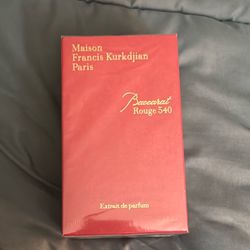 Maison
Francis Kurkdjian
Paris
Baccarat
Rouge 540
Extrait de parfum